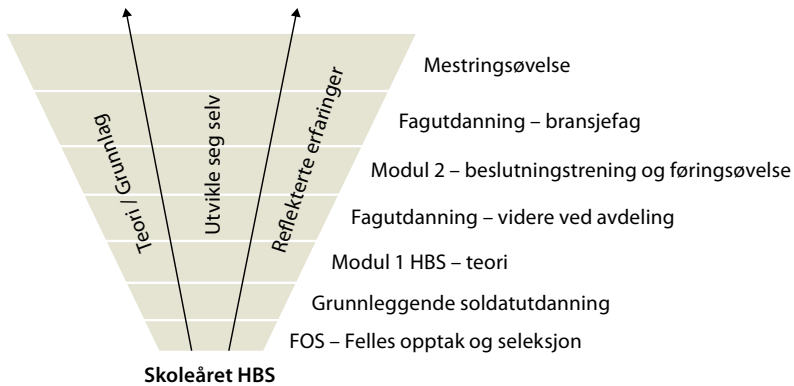 Teori / Grunnlag
Utvikle seg selv
Reflekterte erfaringer
Mestringsøvelse
Fagutdanning – bransjefag
Modul 2 – beslutningstrening og føringsøvelse
Fagutdanning – videre ved avdeling
Modul 1 HBS – teori
Grunnleggende soldatutdanning
FOS – Felles opptak og seleksjon
Skoleåret HBS